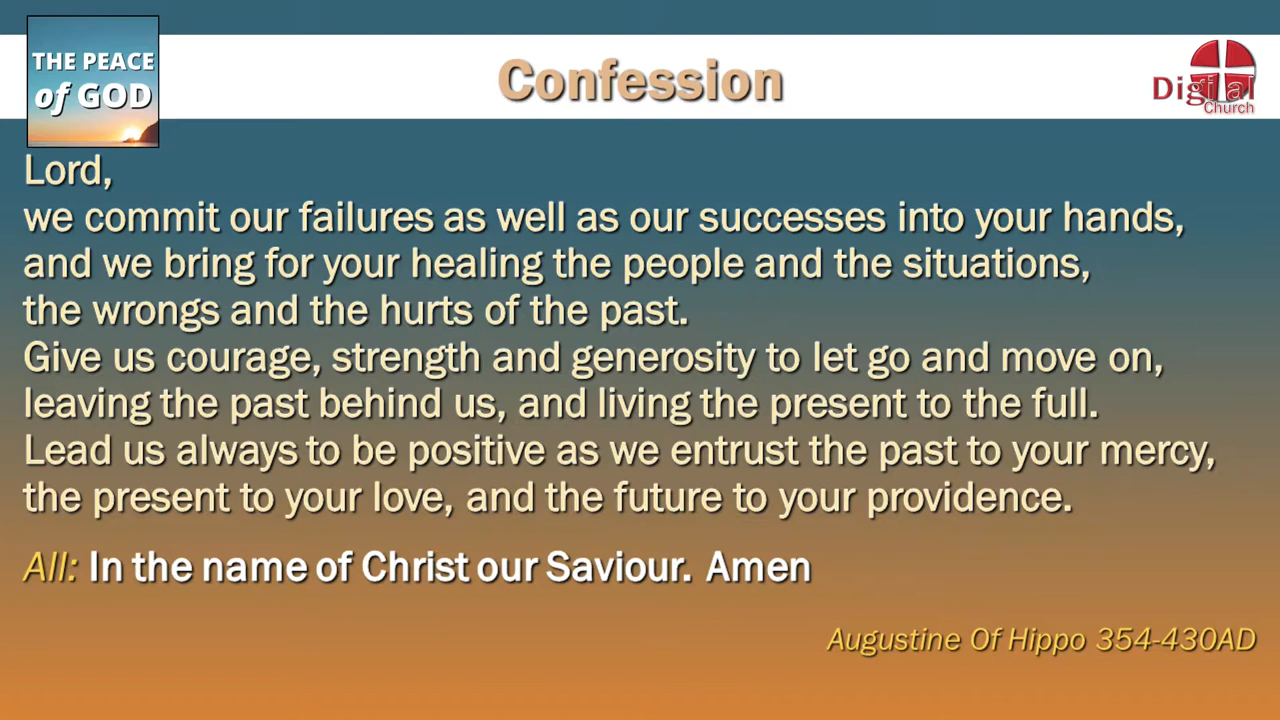 THE PEACE
of GOD
Confession
Digital
Church
Lord,
we commit our failures as well as our successes into your hands,
and we bring for your healing the people and the situations,
the wrongs and the hurts of the past.
Give us courage, strength and generosity to let go and move on,
leaving the past behind us, and living the present to the full.
Lead us always to be positive as we entrust the past to your mercy,
the present to your love, and the future to your providence.
All: In the name of Christ our Saviour. Amen
Augustine Of Hippo 354-430AD